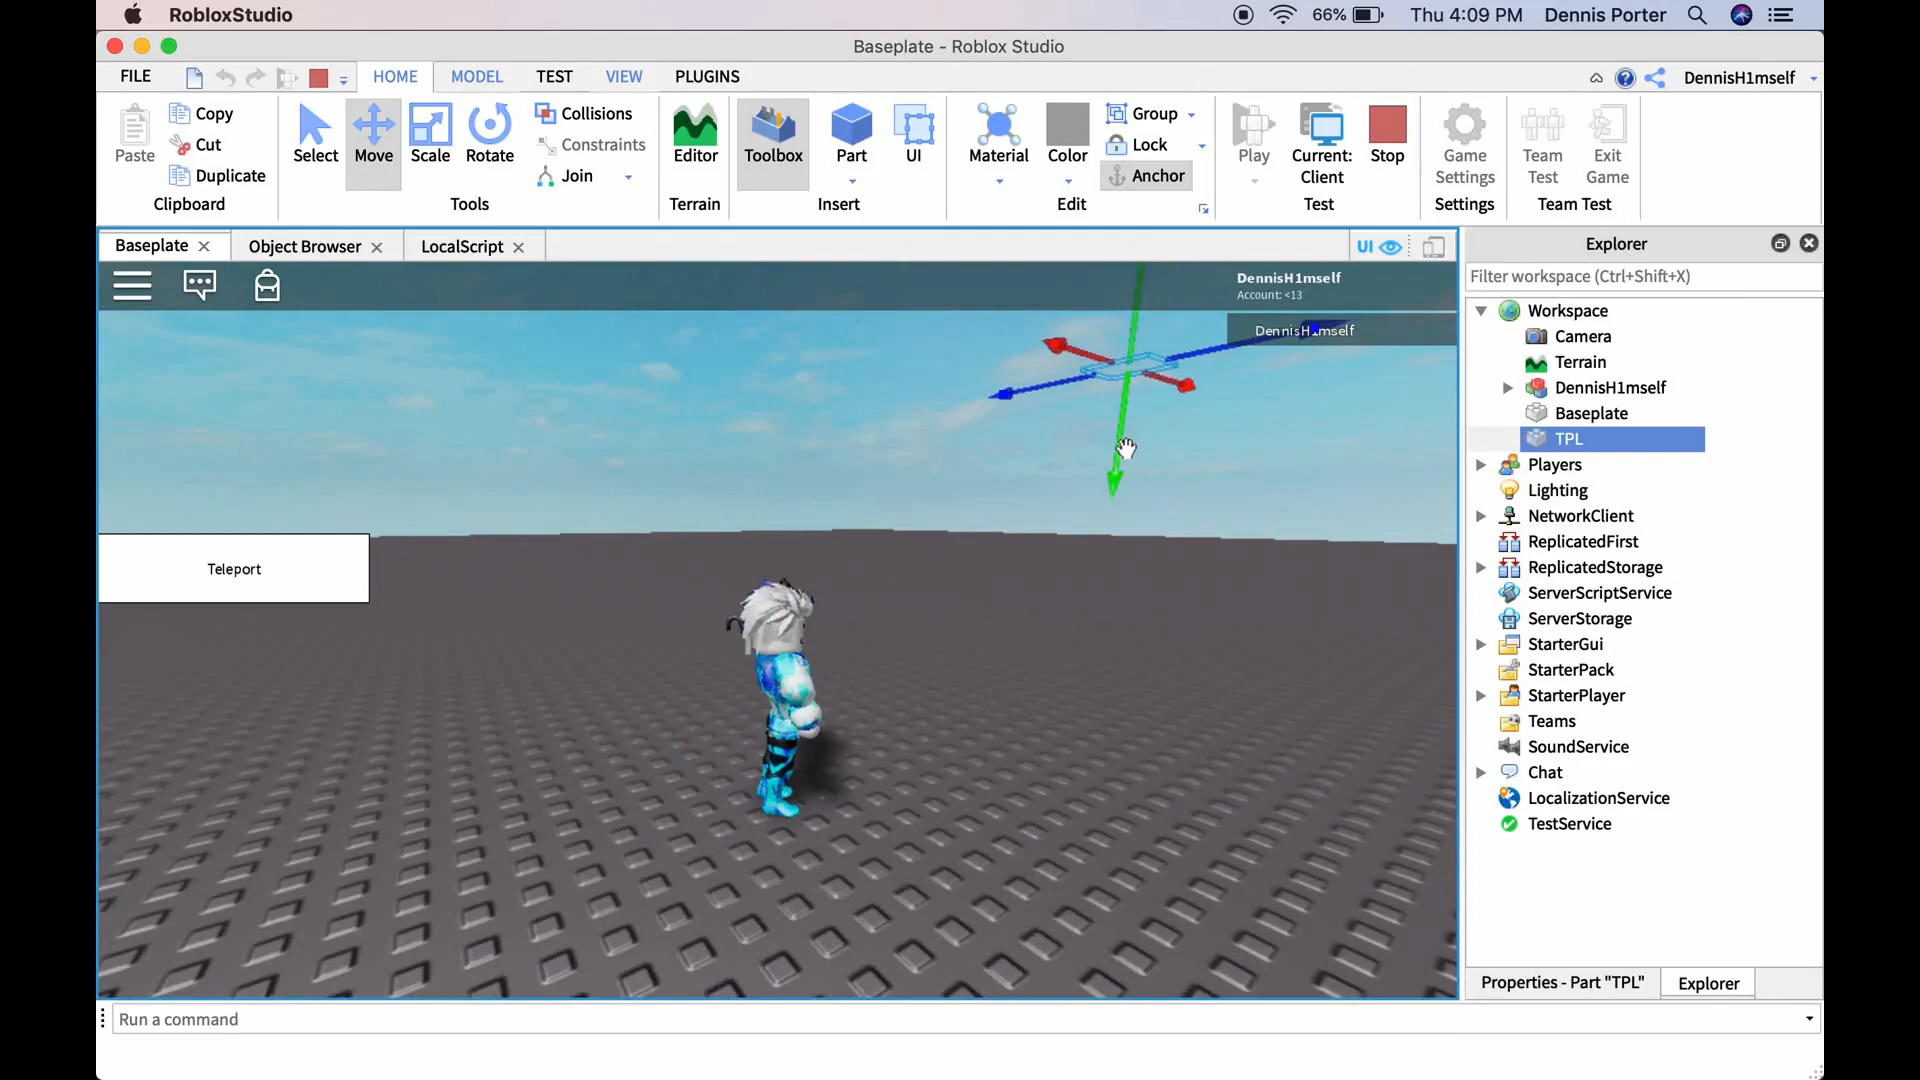 RobloxStudio
66%
Thu 4:09 PM
Dennis Porter
Baseplate - Roblox Studio
FILE
HOME
MODEL
TEST
VIEW
PLUGINS
DennisH1mself
Paste
Copy
Cut
Duplicate
Clipboard
Select
Move
Scale
Rotate
Collisions
Constraints
Join
Tools
Editor
Terrain
Toolbox
Part
UI
Insert
Material
Color
Group
Lock
Anchor
Edit
Play
Current:
Client
Stop
Test
Game
Settings
Settings
Team
Test
Exit
Game
Team Test
Baseplate
Object Browser
LocalScript
UI
DennisH1mself
Account: <13
DennisH1mself
Teleport
Explorer
Filter workspace (Ctrl+Shift+X)
Workspace
Camera
Terrain
DennisH1mself
Baseplate
TPL
Players
Lighting
NetworkClient
ReplicatedFirst
ReplicatedStorage
ServerScriptService
ServerStorage
StarterGui
StarterPack
StarterPlayer
Teams
SoundService
Chat
LocalizationService
TestService
Properties - Part "TPL"
Explorer
Run a command